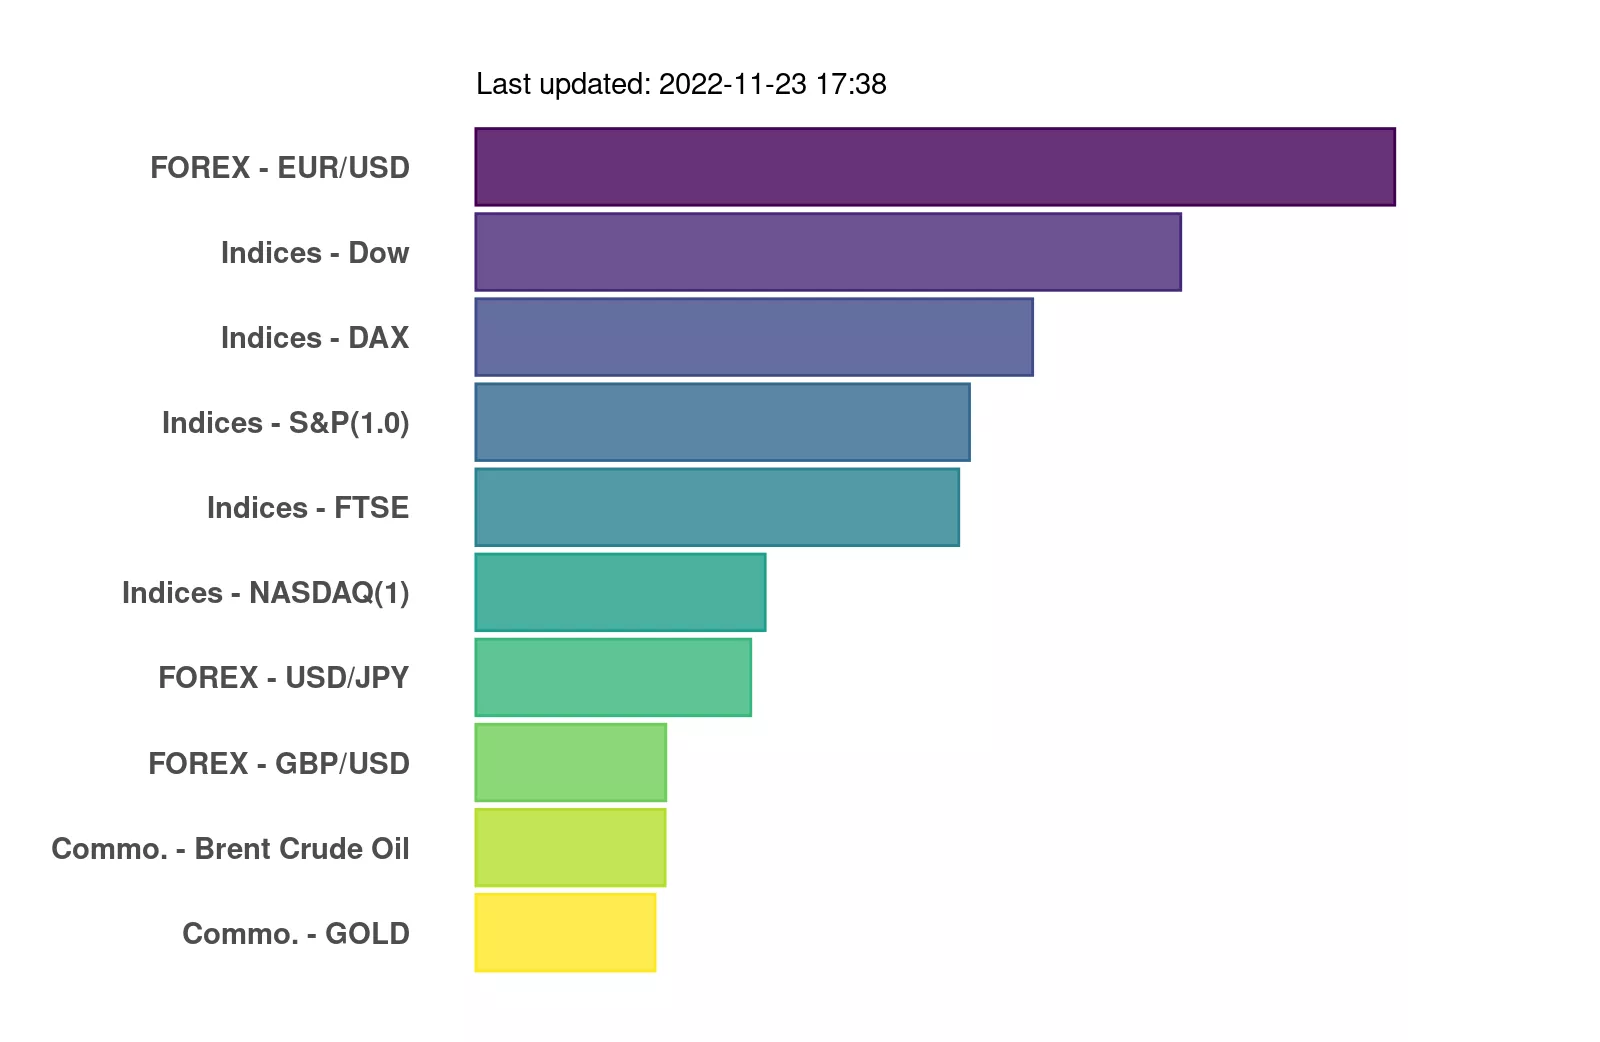 Last updated: 2022-11-23 17:38
FOREX - EUR/USD
Indices - Dow
Indices - DAX
Indices - S&P(1.0)
Indices - FTSE
Indices - NASDAQ(1)
FOREX - USD/JPY
FOREX - GBP/USD
Commo. - Brent Crude Oil
Commo. - GOLD